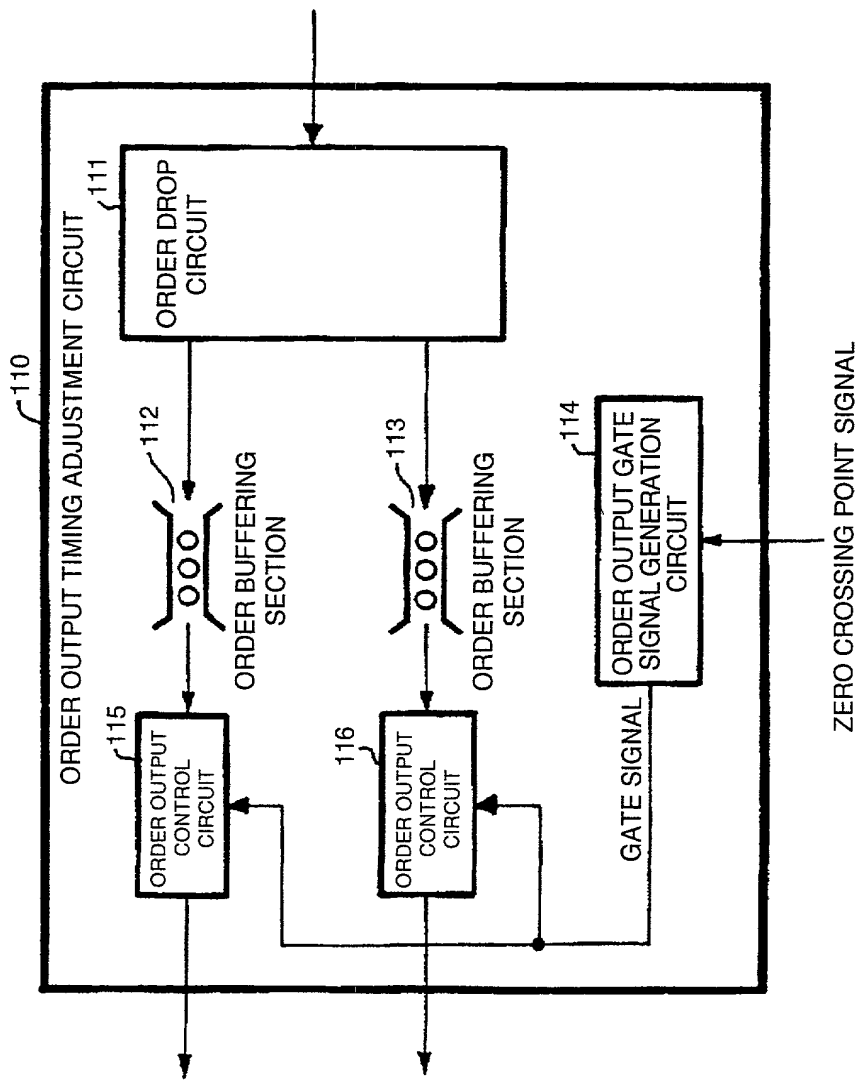 110
ORDER OUTPUT TIMING ADJUSTMENT CIRCUIT
115
ORDER OUTPUT
CONTROL
CIRCUIT
112
ORDER BUFFERING
SECTION
111
ORDER DROP
CIRCUIT
116
ORDER OUTPUT
CONTROL
CIRCUIT
113
ORDER BUFFERING
SECTION
GATE SIGNAL
114
ORDER OUTPUT GATE
SIGNAL GENERATION
CIRCUIT
ZERO CROSSING POINT SIGNAL